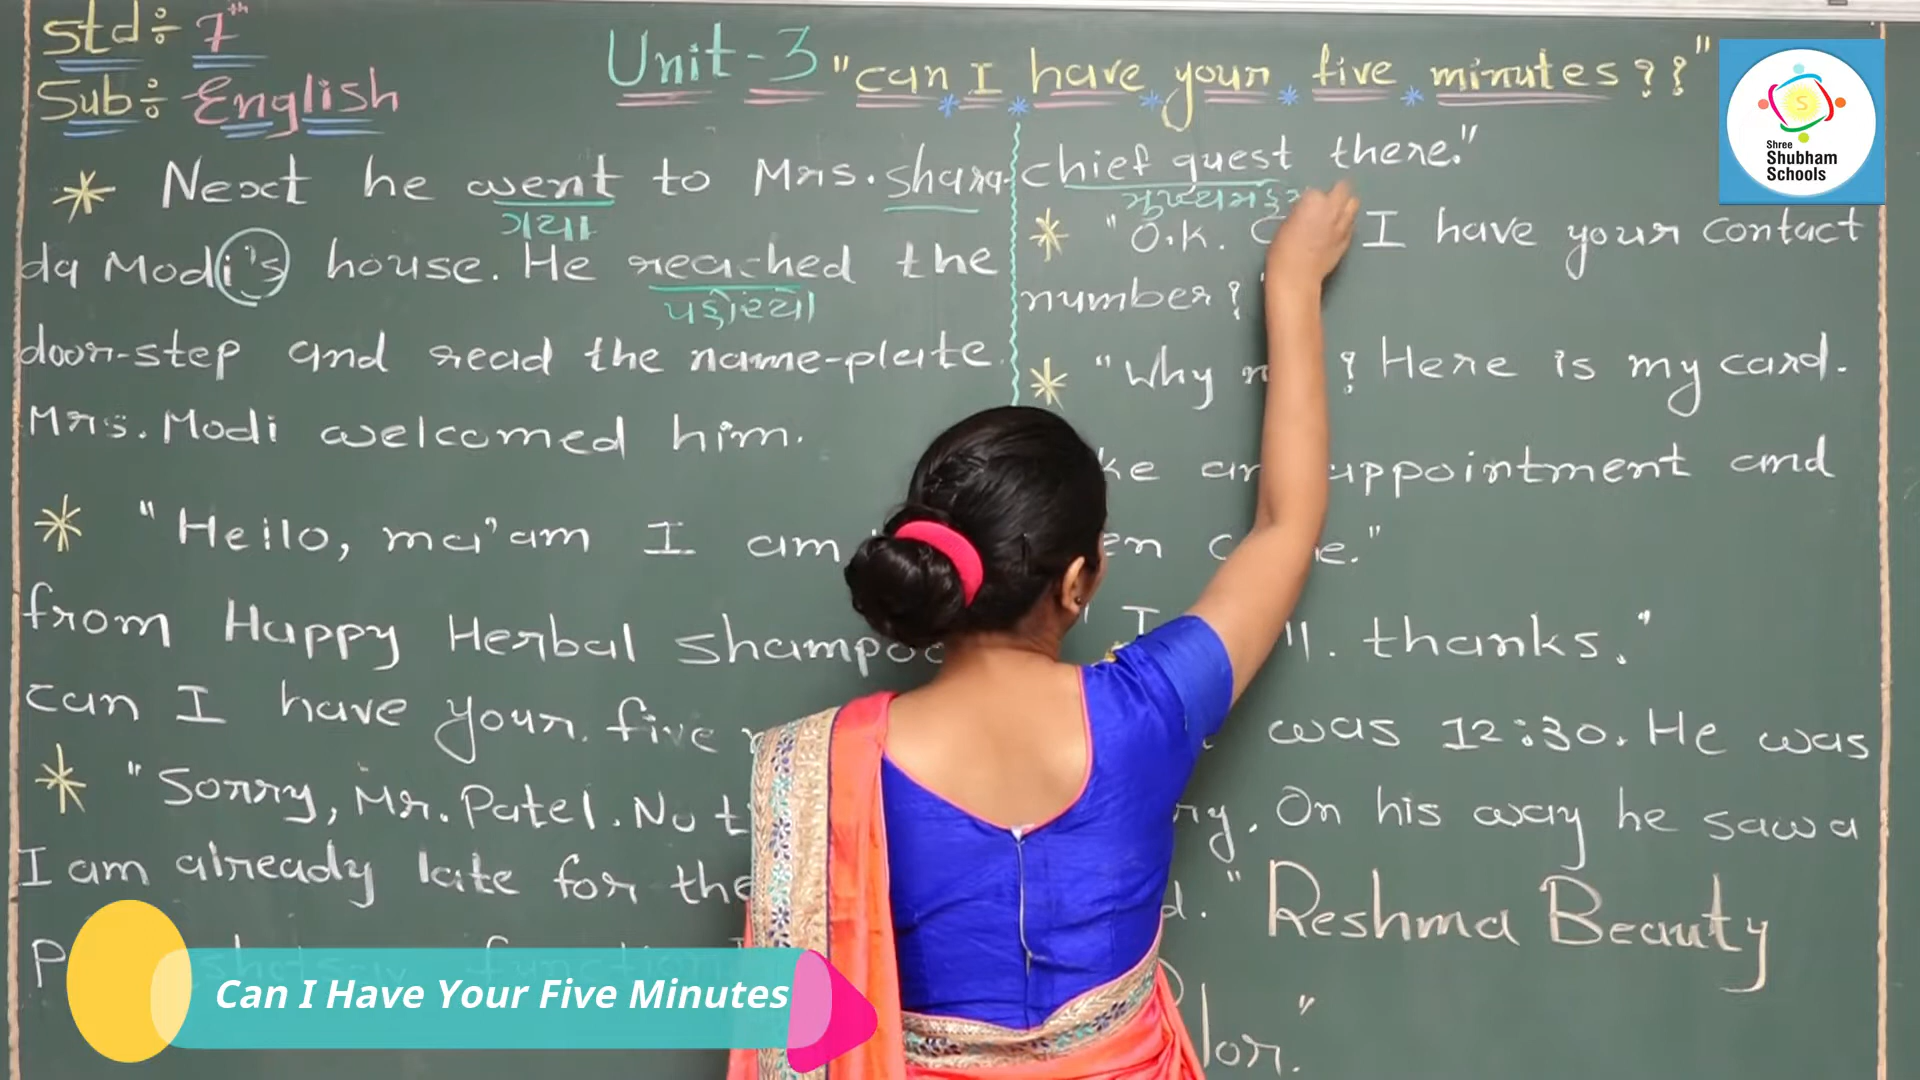 Std÷ 7th
Sub÷ English
Unit-3 "can I have your five minutes??"
Next he went to Mrs. shara-
ગયા
da Modi's house. He reached the
પહોંચ્યો
door-step and read the name-plate.
Mrs. Modi welcomed him.
"Hello, ma'am I am
from Happy Herbal shampoo
can I have your five
"Sorry, Mr. Patel. No
I am already late for the
function
chief guest there."
"O.K. I have your contact
number?
"Why ? Here is my card.
appointment and
"
I thanks."
was 12:30. He was
On his way he saw a
"Reshma Beauty
"
Shree
Shubham
Schools
Can I Have Your Five Minutes